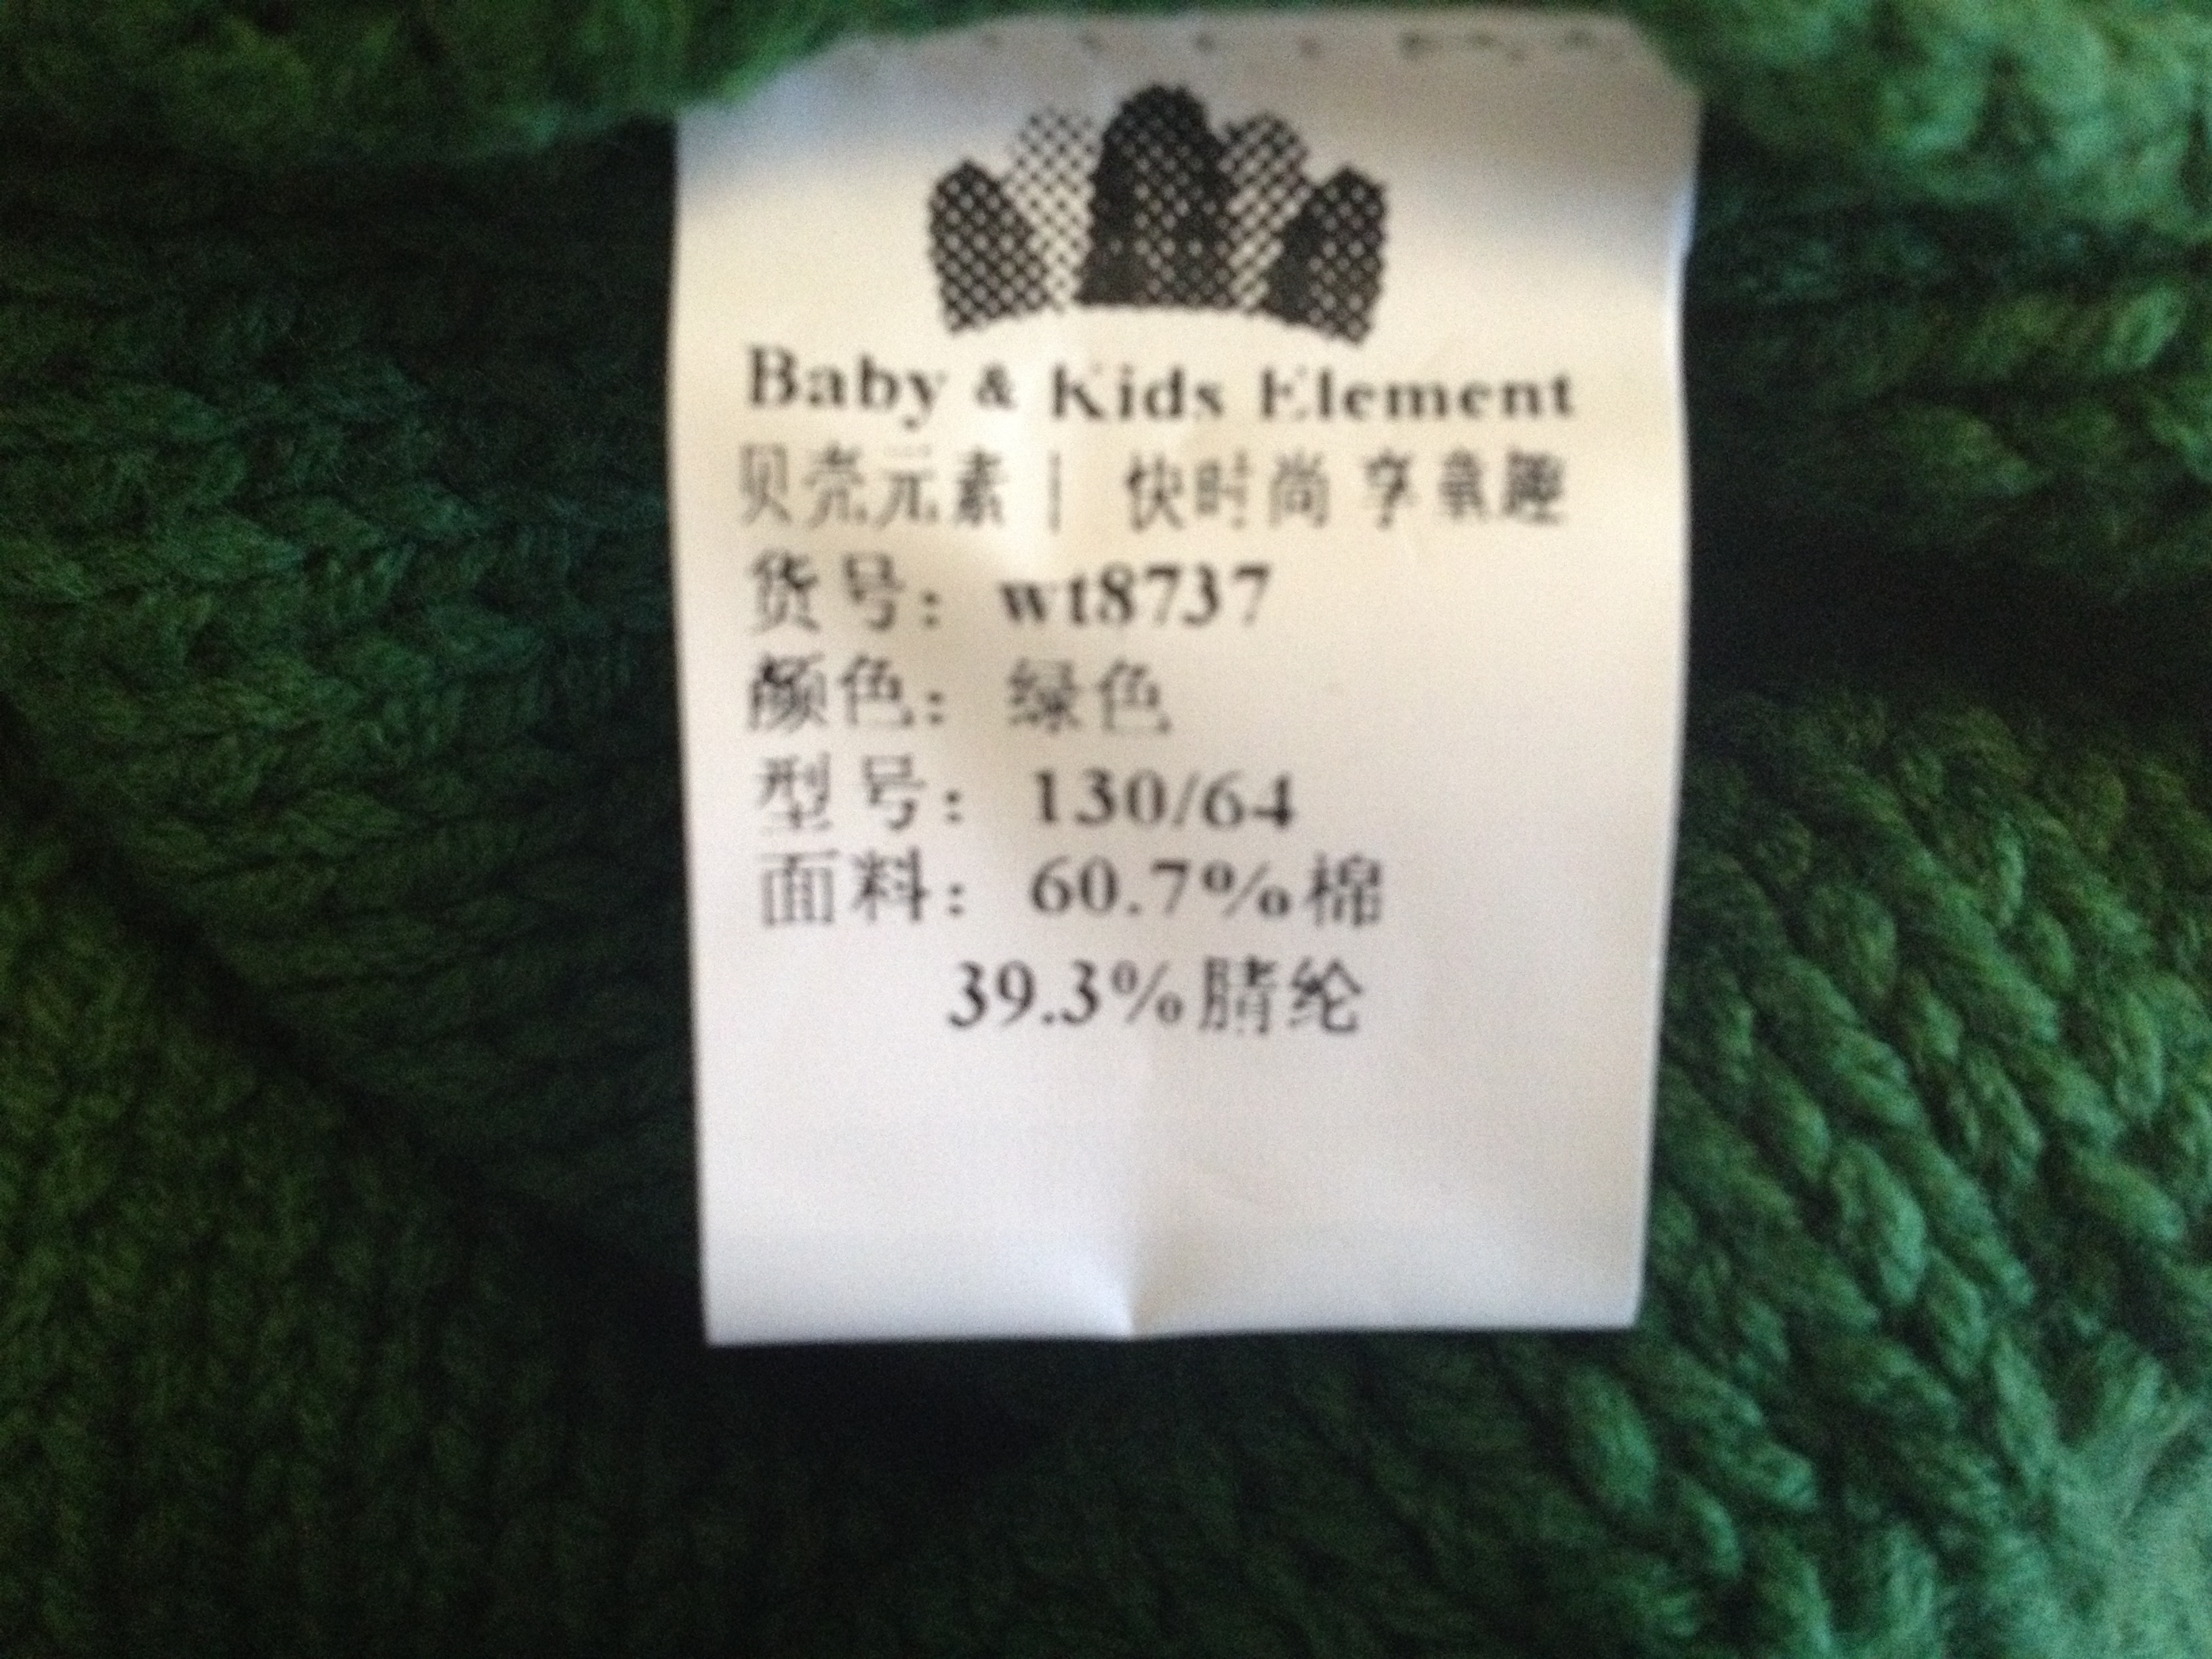 Baby & Kids Element
贝壳元素 | 快时尚 享童趣
货号: wt8737
颜色: 绿色
型号: 130/64
面料: 60.7%棉
39.3%腈纶